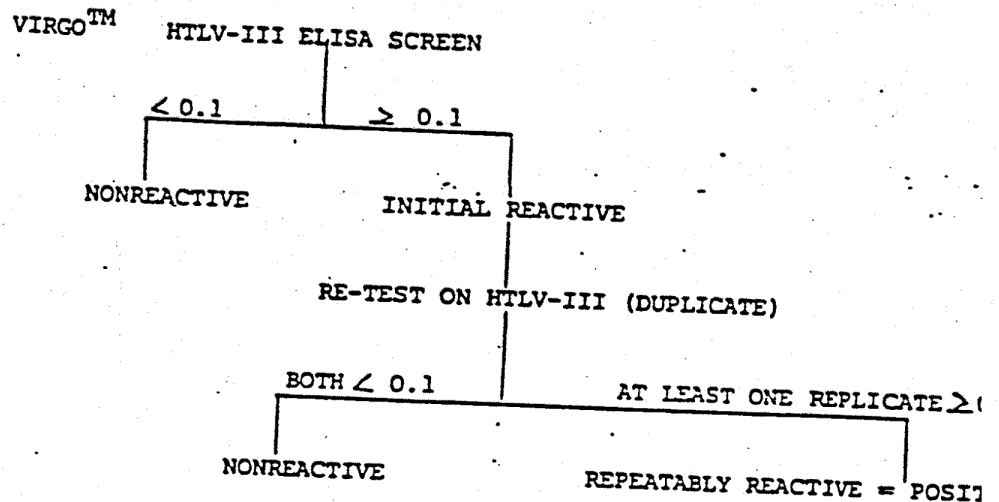 VIRGO™ HTLV-III ELISA SCREEN
< 0.1 ≥ 0.1
NONREACTIVE INITIAL REACTIVE
RE-TEST ON HTLV-III (DUPLICATE)
BOTH < 0.1 AT LEAST ONE REPLICATE ≥
NONREACTIVE REPEATABLY REACTIVE =